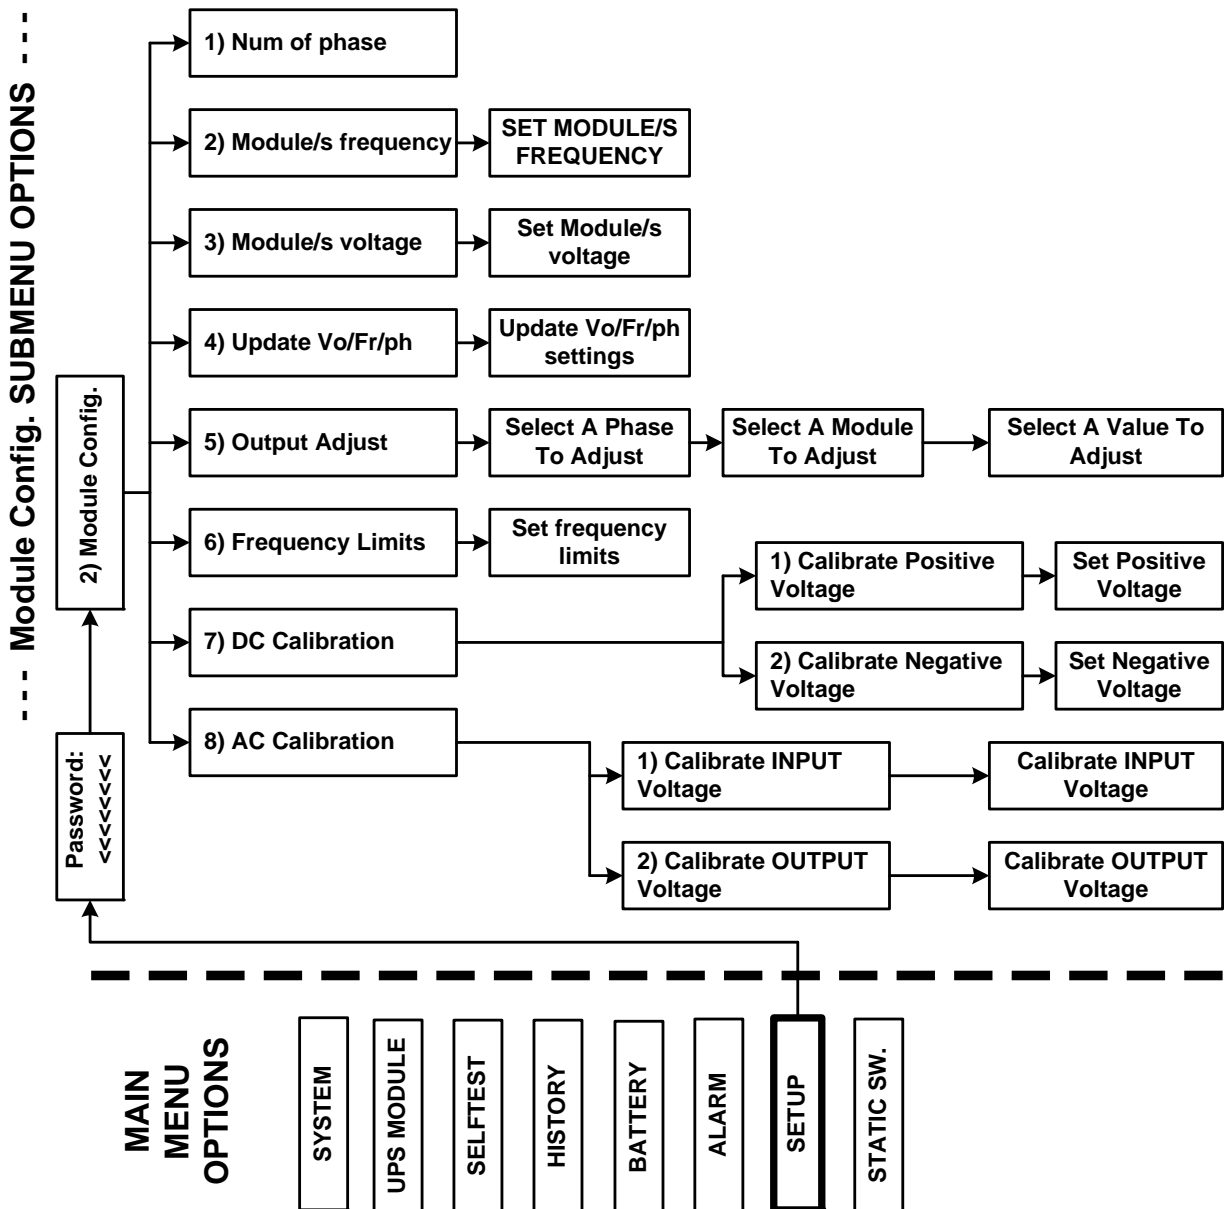 --- Module Config. SUBMENU OPTIONS ---
1) Num of phase
2) Module/s frequency
SET MODULE/S
FREQUENCY
3) Module/s voltage
Set Module/s
voltage
4) Update Vo/Fr/ph
Update Vo/Fr/ph
settings
2) Module Config.
5) Output Adjust
Select A Phase
To Adjust
Select A Module
To Adjust
Select A Value To
Adjust
6) Frequency Limits
Set frequency
limits
7) DC Calibration
1) Calibrate Positive
Voltage
Set Positive
Voltage
2) Calibrate Negative
Voltage
Set Negative
Voltage
8) AC Calibration
1) Calibrate INPUT
Voltage
Calibrate INPUT
Voltage
2) Calibrate OUTPUT
Voltage
Calibrate OUTPUT
Voltage
Password:
<<<<<<<<
MAIN
MENU
OPTIONS
SYSTEM
UPS MODULE
SELFTEST
HISTORY
BATTERY
ALARM
SETUP
STATIC SW.